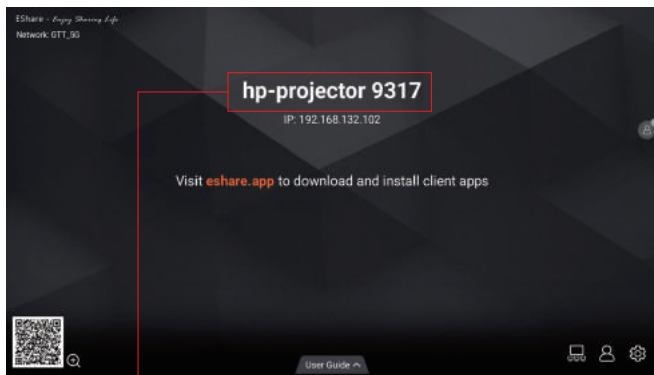 EShare - Enjoy Sharing Life
Network: GTT_5G
hp-projector 9317
IP: 192.168.132.102
Visit eshare.app to download and install client apps
User Guide